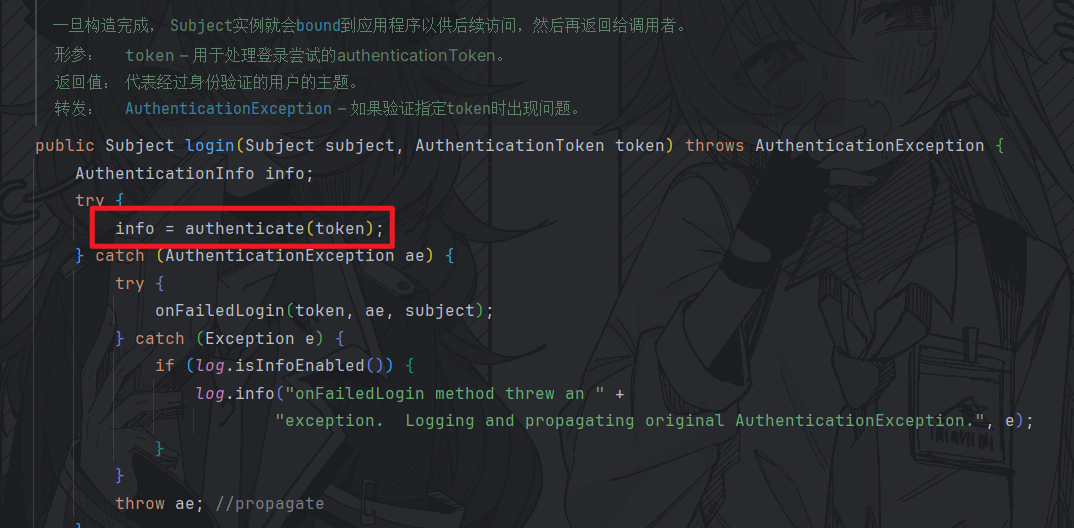 一旦构造完成， Subject实例就会bound到应用程序以供后续访问，然后再返回给调用者。
形参： token – 用于处理登录尝试的authenticationToken。
返回值： 代表经过身份验证的用户的主题。
转发： AuthenticationException – 如果验证指定token时出现问题。
public Subject login(Subject subject, AuthenticationToken token) throws AuthenticationException {
AuthenticationInfo info;
try {
info = authenticate(token);
} catch (AuthenticationException ae) {
try {
onFailedLogin(token, ae, subject);
} catch (Exception e) {
if (log.isInfoEnabled()) {
log.info("onFailedLogin method threw an " +
"exception.  Logging and propagating original AuthenticationException.", e);
}
}
throw ae; //propagate
}